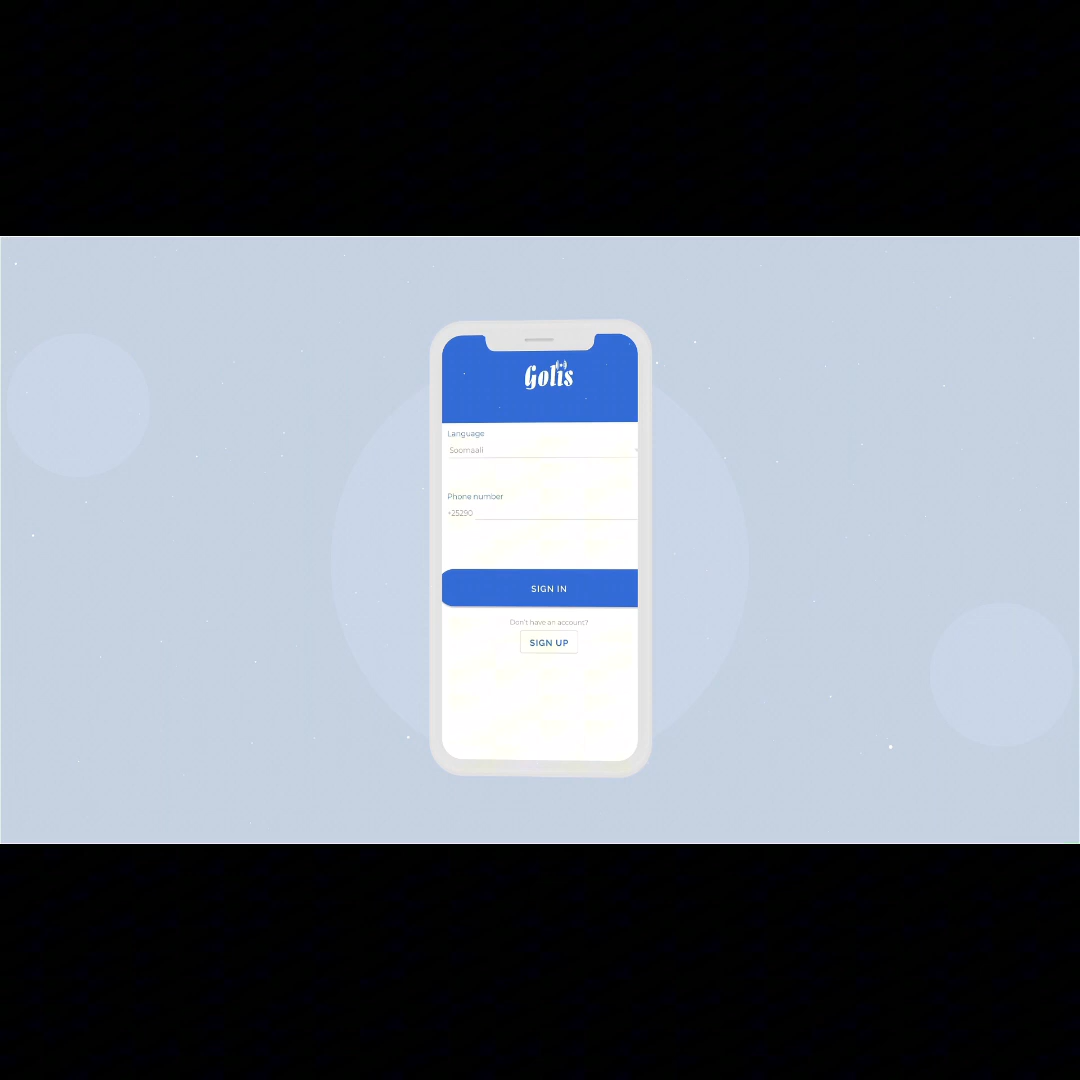 Golis
Language
Soomaali
Phone number
+25290
SIGN IN
Don't have an account?
SIGN UP